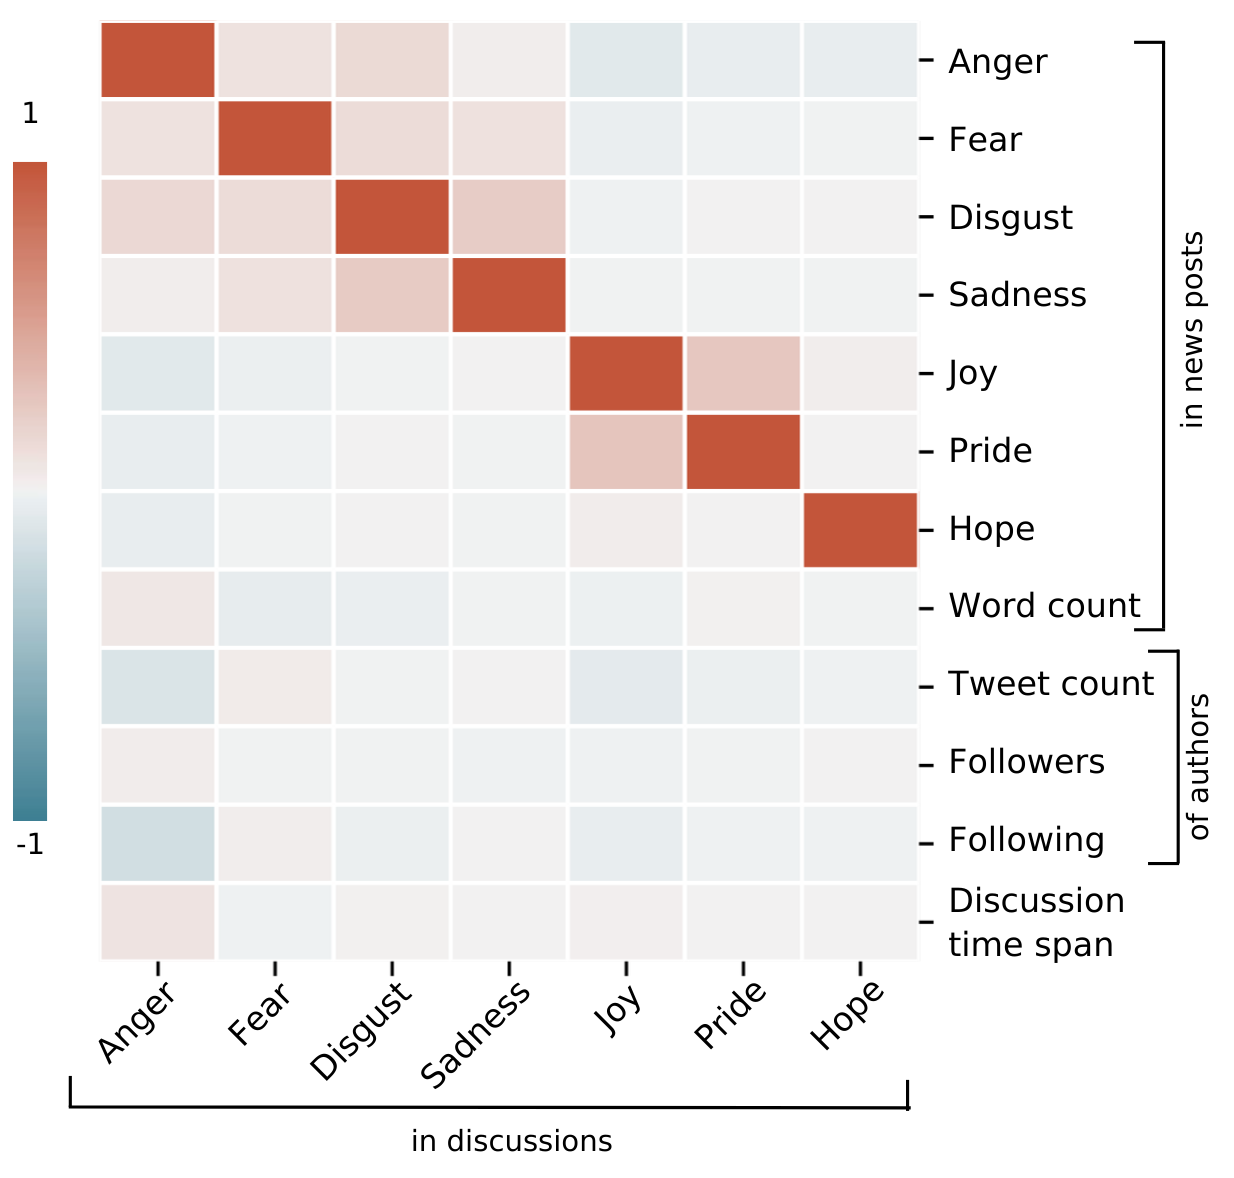 1
-1
Anger
Fear
Disgust
Sadness
Joy
Pride
Hope
Word count
Tweet count
Followers
Following
Discussion
time span
in news posts
of authors
Anger
Fear
Disgust
Sadness
Joy
Pride
Hope
in discussions